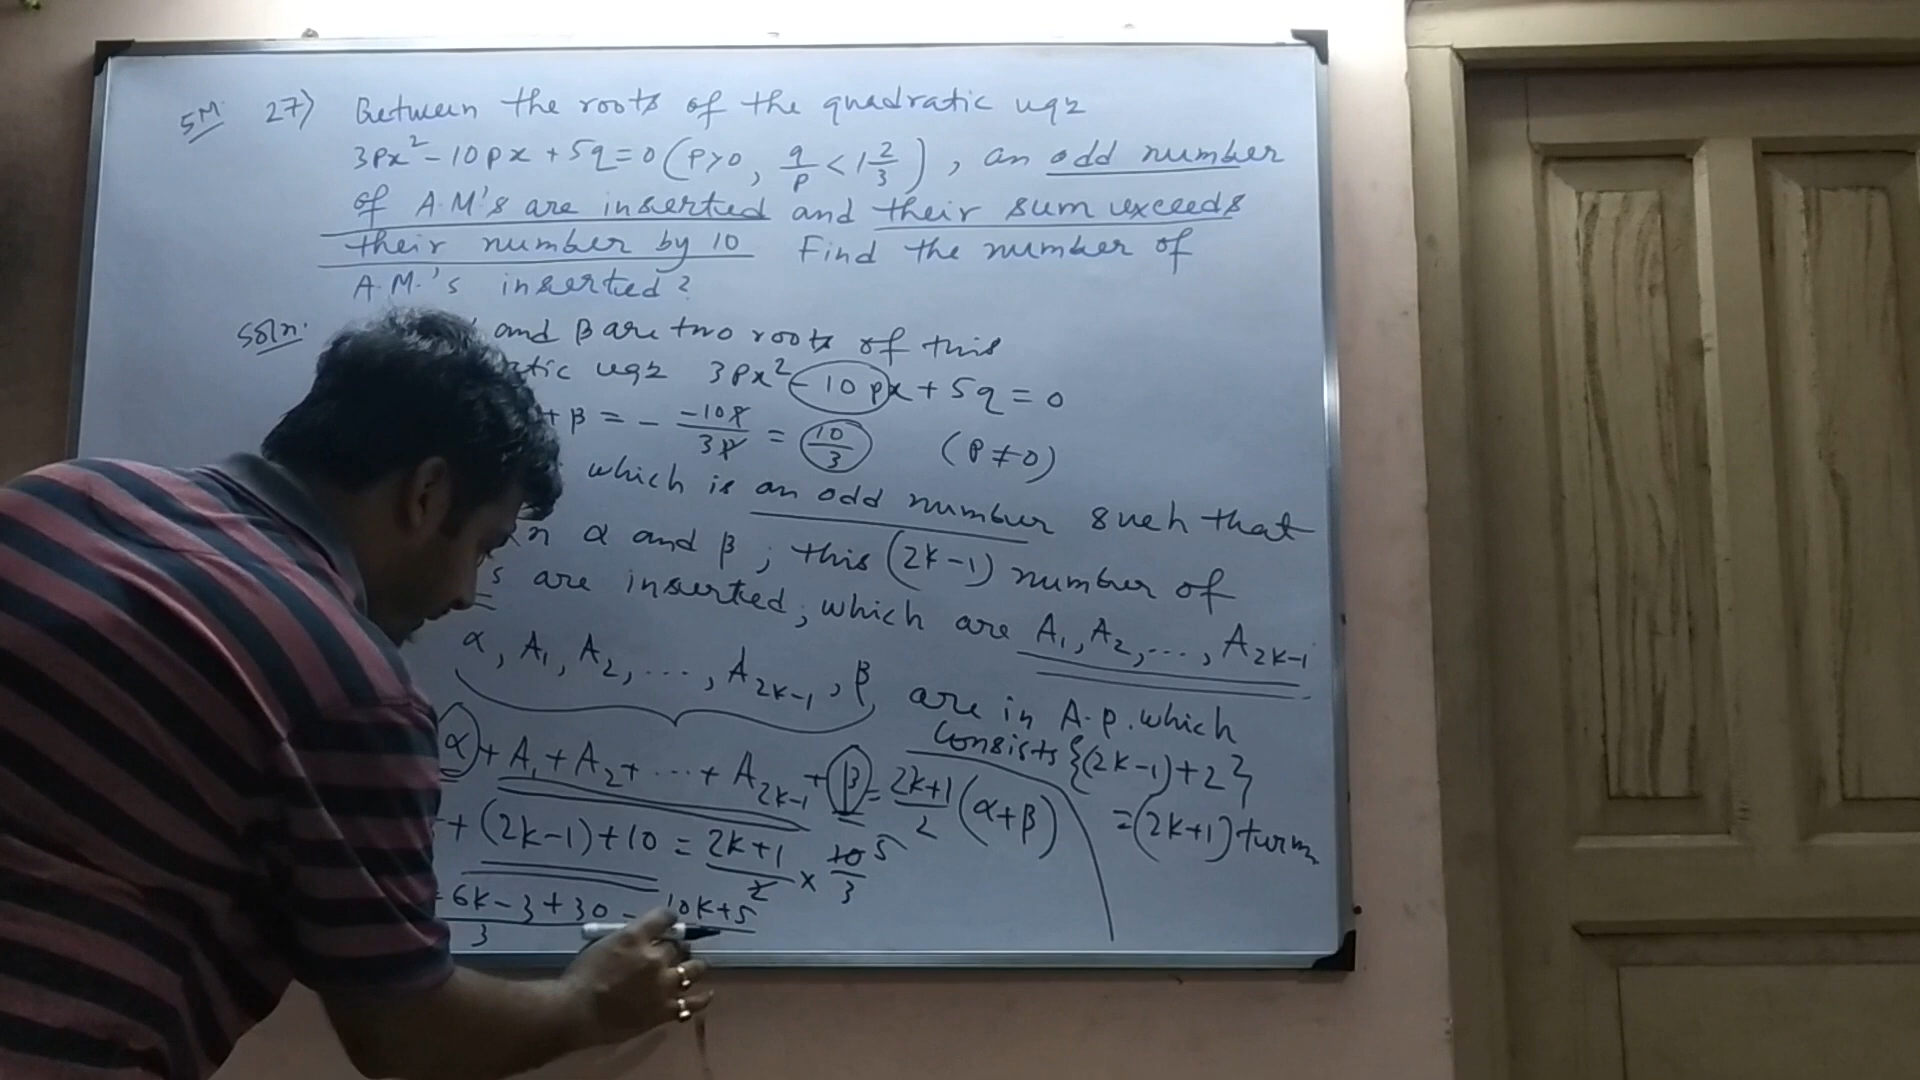 5M 27) Between the roots of the quadratic eqn
3px² - 10px + 5q = 0 (p>0, q/p < 1 2/3), an odd number
of A.M's are inserted and their sum exceeds
their number by 10 Find the number of
A.M.'s inserted?
Soln. and β are two roots of this
tic eqn 3px² - 10px + 5q = 0
+ β = - -10p/3p = 10/3 (p ≠ 0)
which is an odd number such that
n α and β, this (2k-1) number of
s are inserted, which are A₁, A₂, ..., A₂ₖ₋₁
α, A₁, A₂, ..., A₂ₖ₋₁, β are in A.P. which
consists {(2k-1)+2}
= (2k+1) term
α + A₁ + A₂ + ... + A₂ₖ₋₁ + β = 2k+1/2 (α+β)
+ (2k-1) + 10 = 2k+1/2 × 10/3 5
6k - 3 + 30/3 = 10k+5